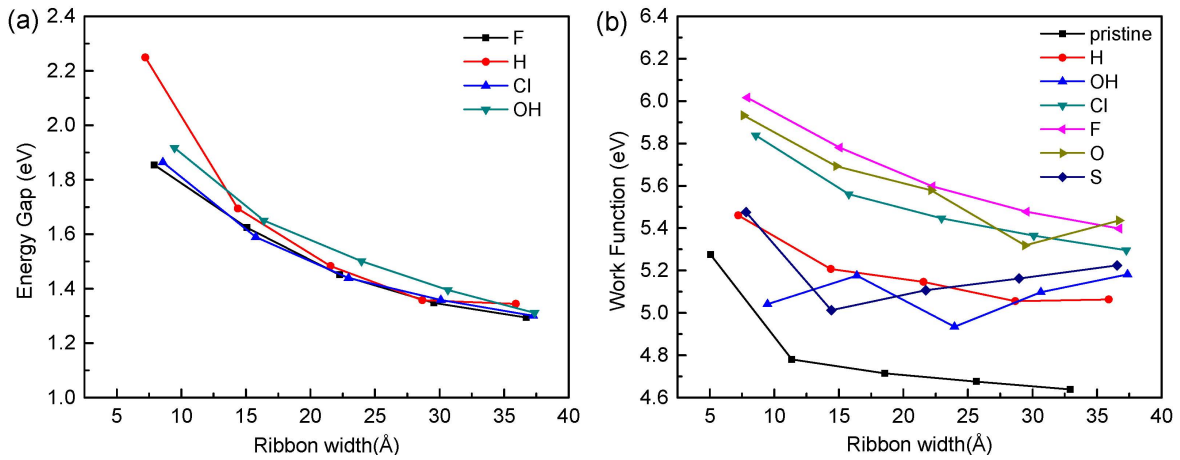 (a)
2.4
2.2
2.0
1.8
1.6
1.4
1.2
1.0
Energy Gap (eV)
F
H
Cl
OH
5 10 15 20 25 30 35 40
Ribbon width(Å)
(b)
6.4
6.2
6.0
5.8
5.6
5.4
5.2
5.0
4.8
4.6
Work Function (eV)
pristine
H
OH
Cl
F
O
S
5 10 15 20 25 30 35 40
Ribbon width(Å)